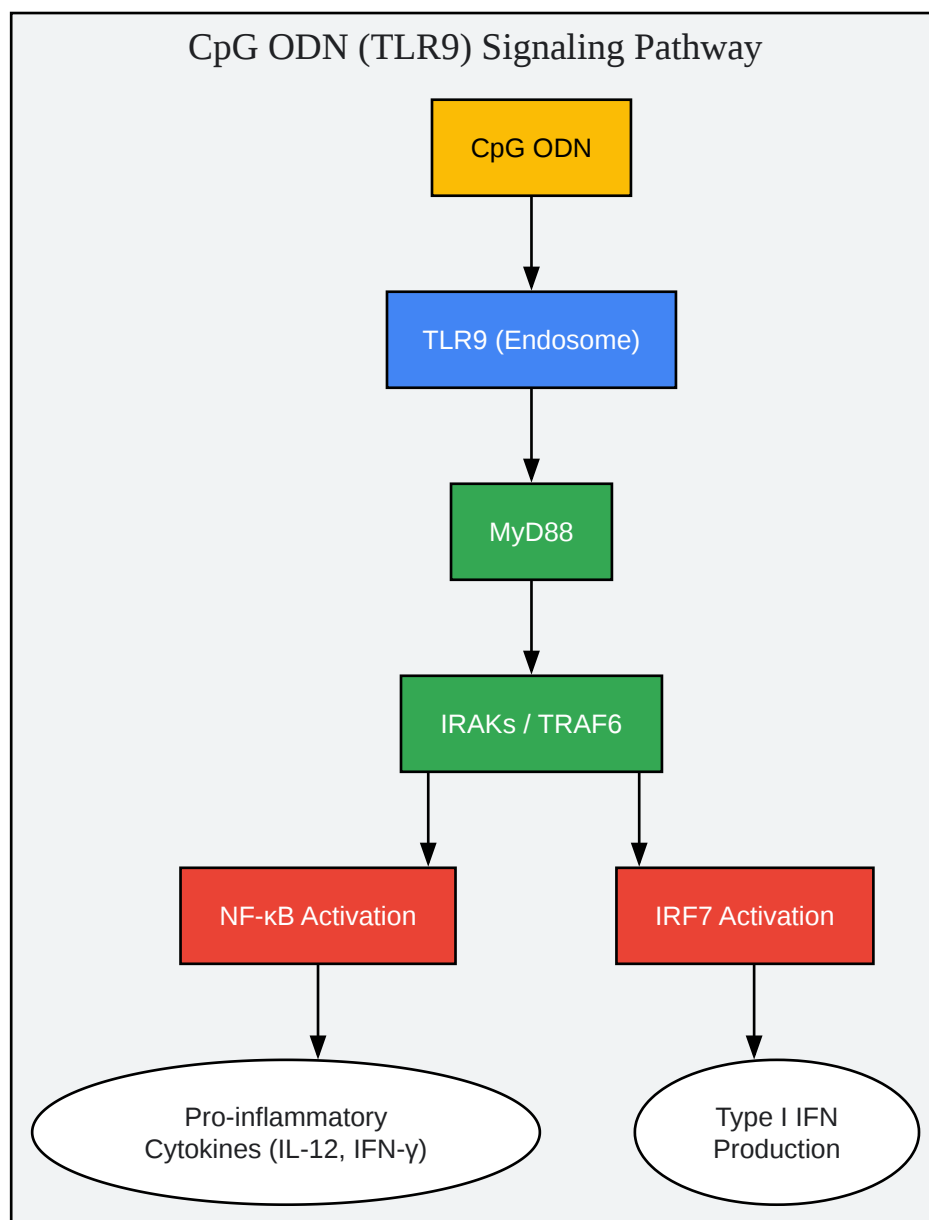 CpG ODN (TLR9) Signaling Pathway
CpG ODN
TLR9 (Endosome)
MyD88
IRAKs / TRAF6
NF-κB Activation
IRF7 Activation
Pro-inflammatory
Cytokines (IL-12, IFN-γ)
Type I IFN
Production